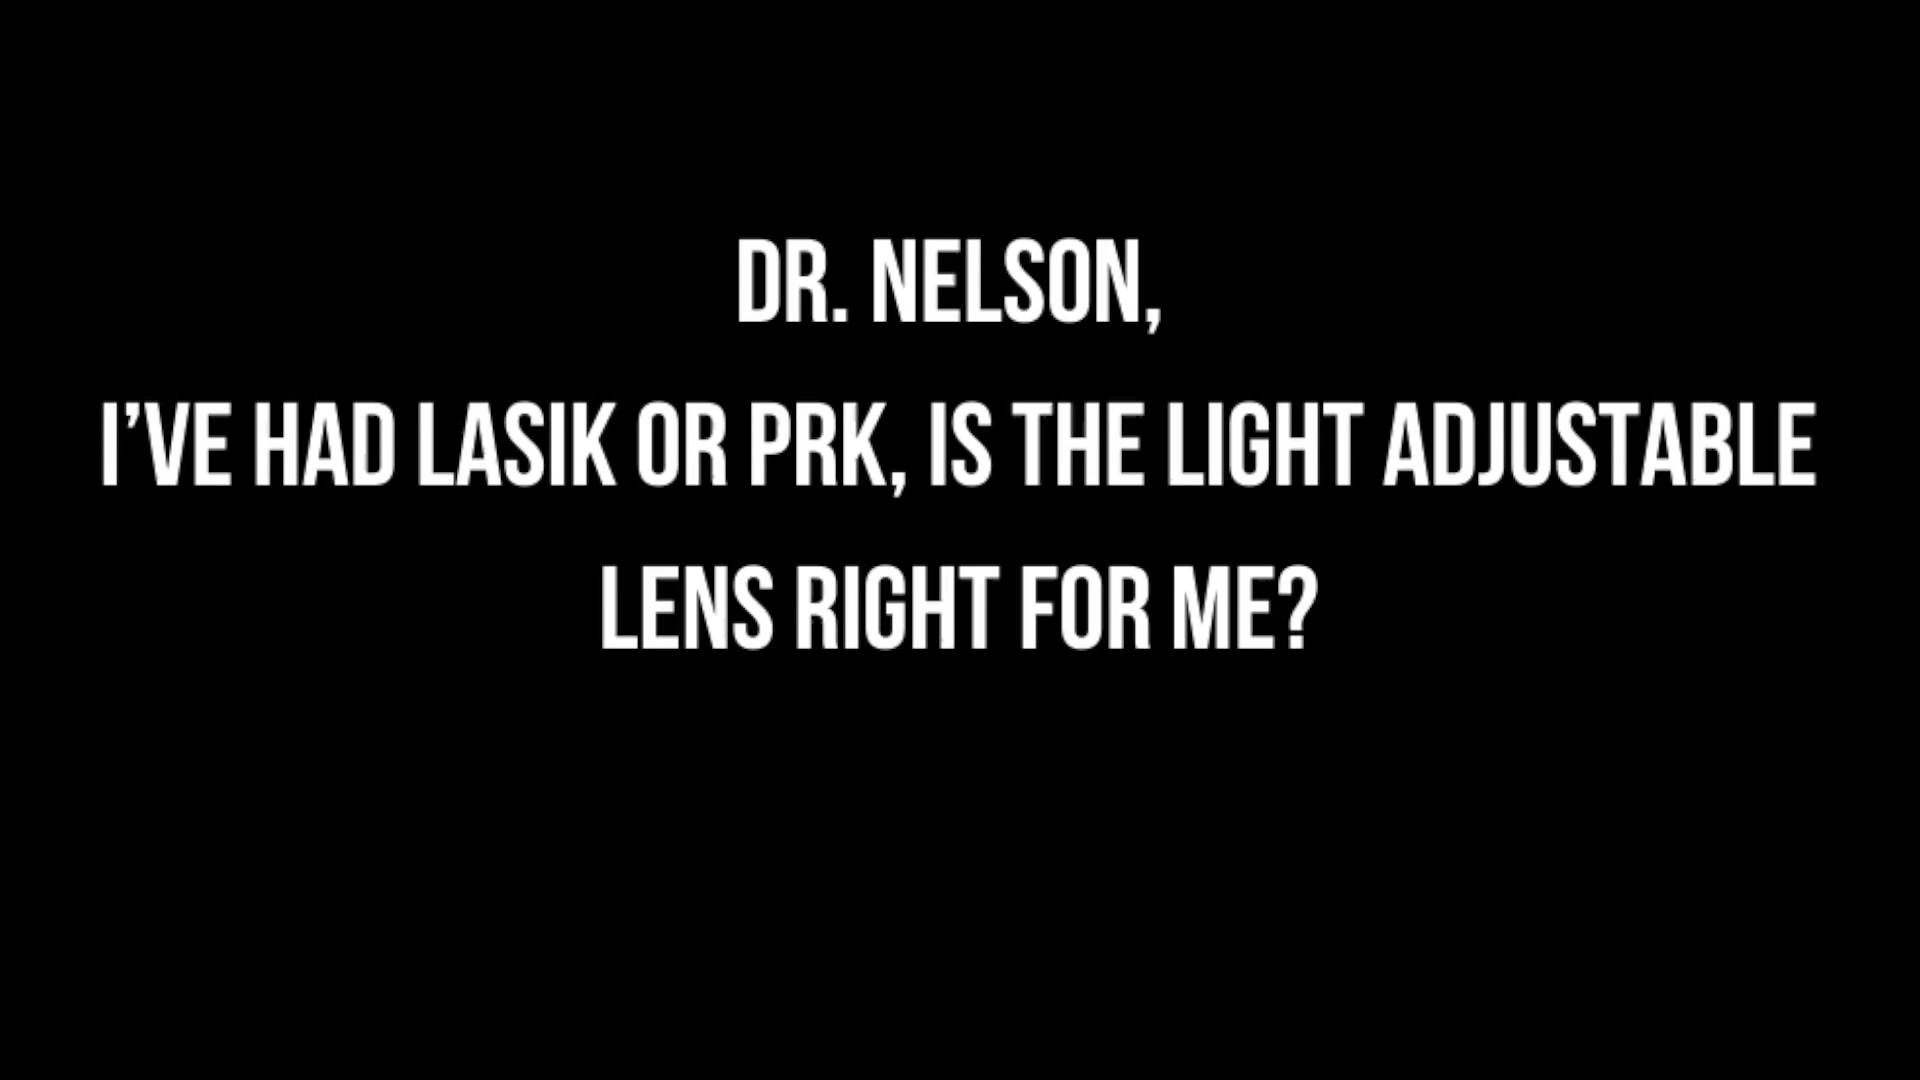 DR. NELSON,
I’VE HAD LASIK OR PRK, IS THE LIGHT ADJUSTABLE
LENS RIGHT FOR ME?